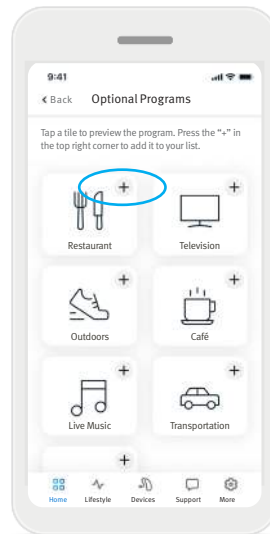 9:41
Back Optional Programs
Tap a tile to preview the program. Press the “+” in
the top right corner to add it to your list.
+ +
Restaurant Television
+ +
Outdoors Café
+ +
Live Music Transportation
+
Home Lifestyle Devices Support More